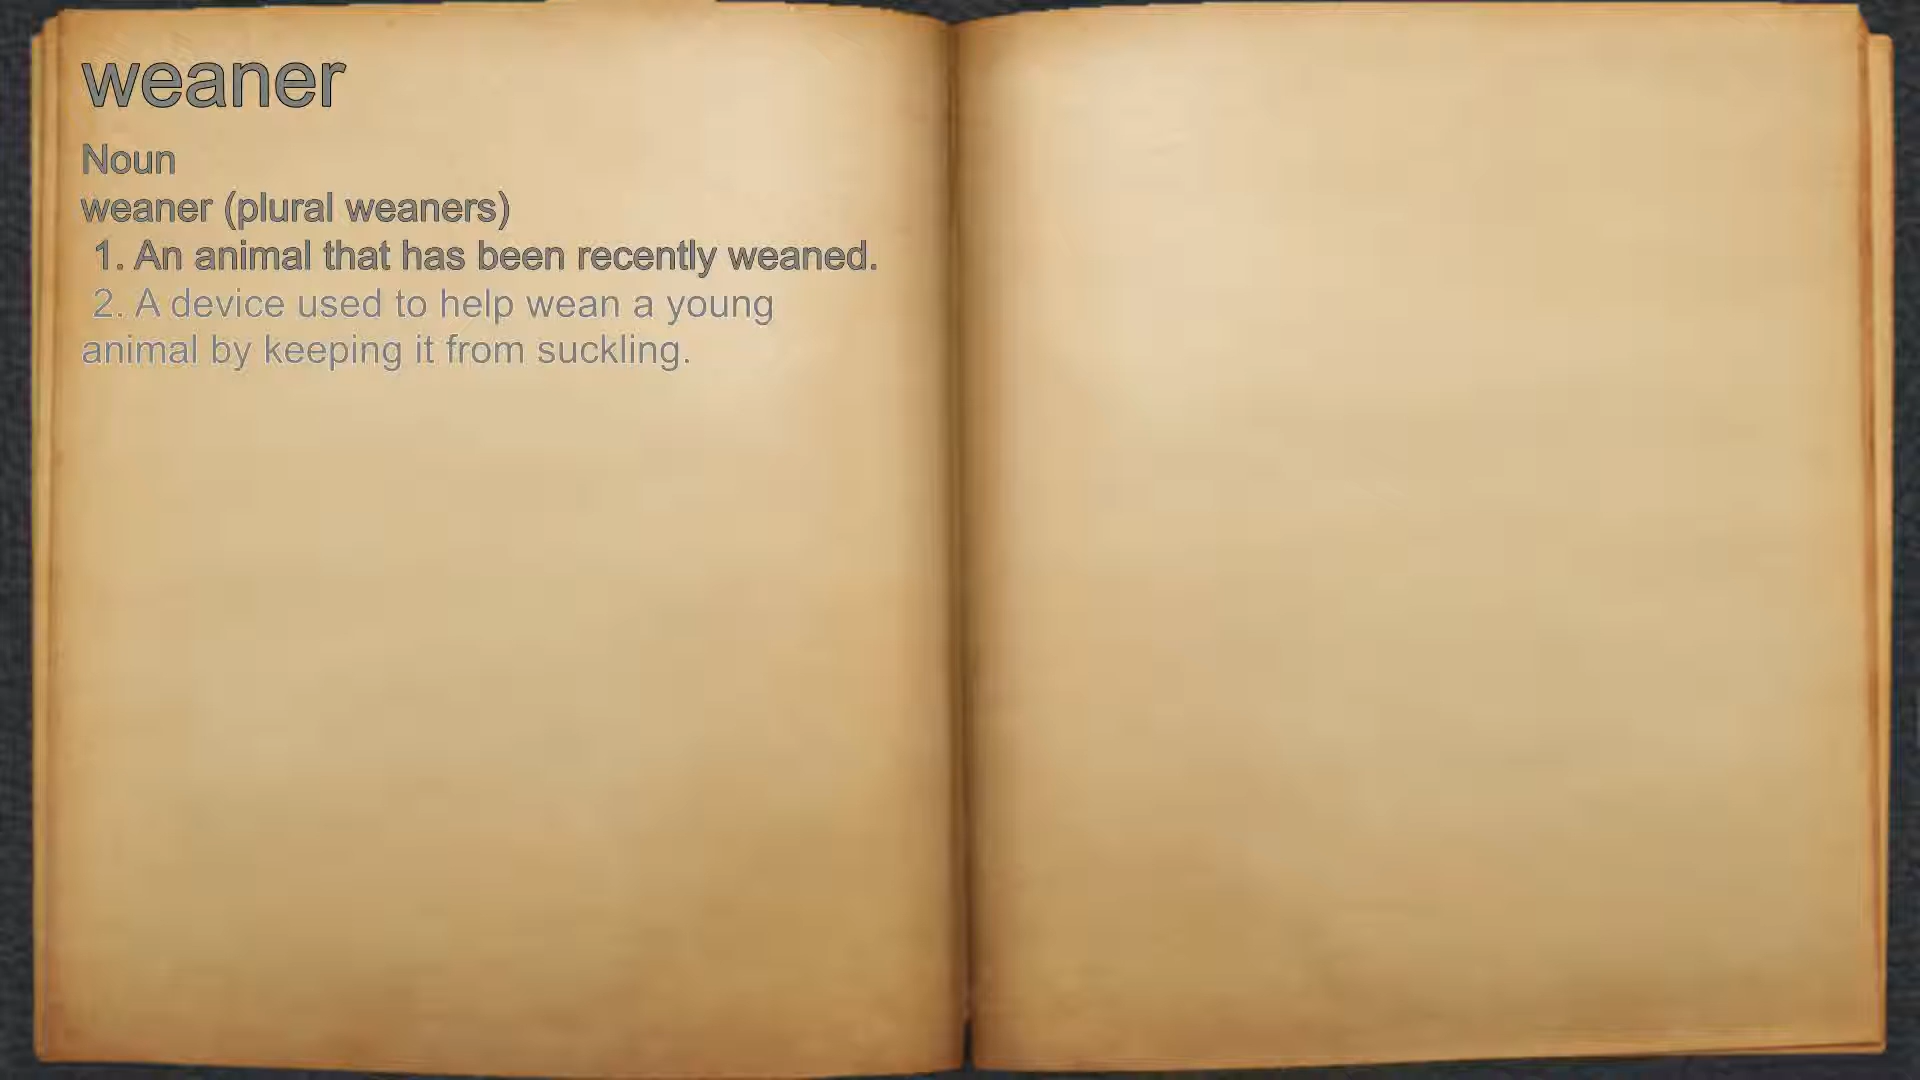 weaner
Noun
weaner (plural weaners)
1. An animal that has been recently weaned.
2. A device used to help wean a young
animal by keeping it from suckling.